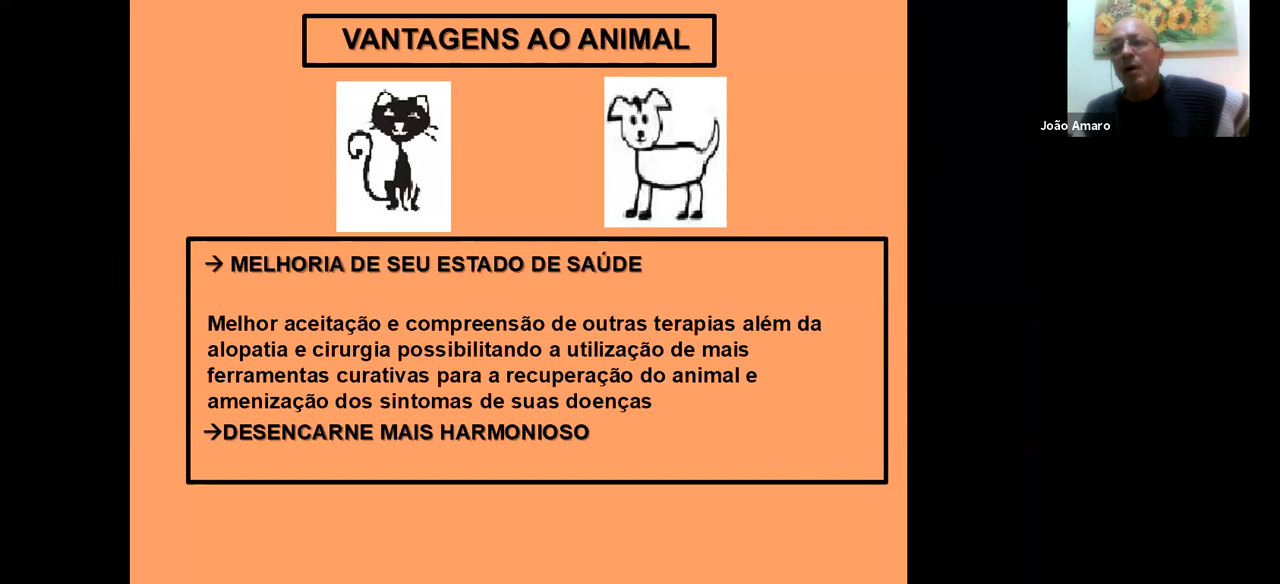 VANTAGENS AO ANIMAL
João Amaro
→ MELHORIA DE SEU ESTADO DE SAÚDE
Melhor aceitação e compreensão de outras terapias além da
alopatia e cirurgia possibilitando a utilização de mais
ferramentas curativas para a recuperação do animal e
amenização dos sintomas de suas doenças
→DESENCARNE MAIS HARMONIOSO